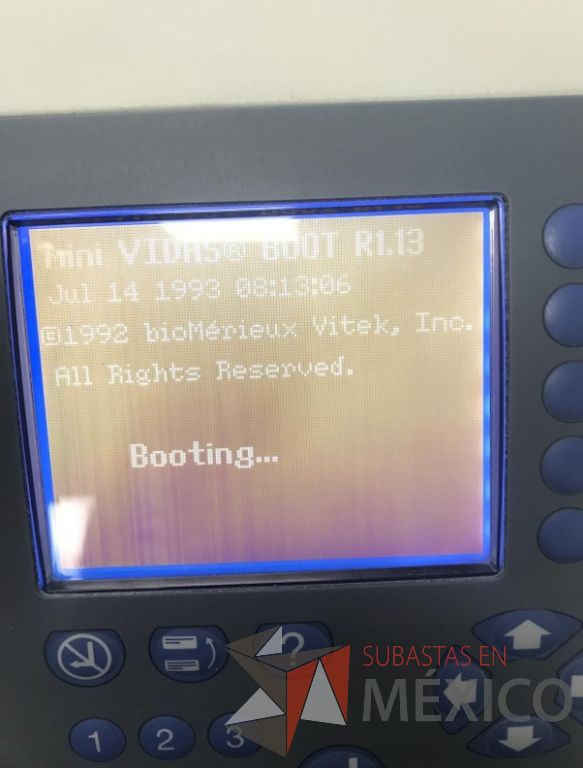 mini VIDAS® BOOT R1.13
Jul 14 1993 08:13:06
©1992 bioMérieux Vitek, Inc.
All Rights Reserved.
Booting...
?
1 2 3
SUBASTAS EN
MÉXICO